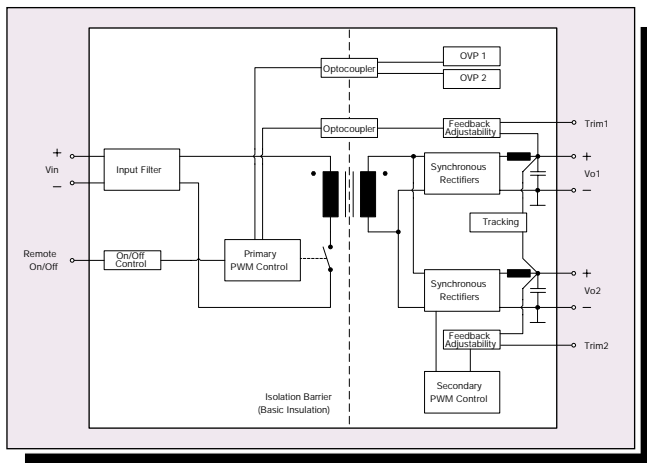 OVP 1
Optocoupler
OVP 2
Optocoupler
Feedback
Adjustability
Trim1
+
Vin
–
Input Filter
Synchronous
Rectifiers
+
Vo1
–
Tracking
Remote
On/Off
On/Off
Control
Primary
PWM Control
Synchronous
Rectifiers
+
Vo2
–
Feedback
Adjustability
Trim2
Secondary
PWM Control
Isolation Barrier
(Basic Insulation)